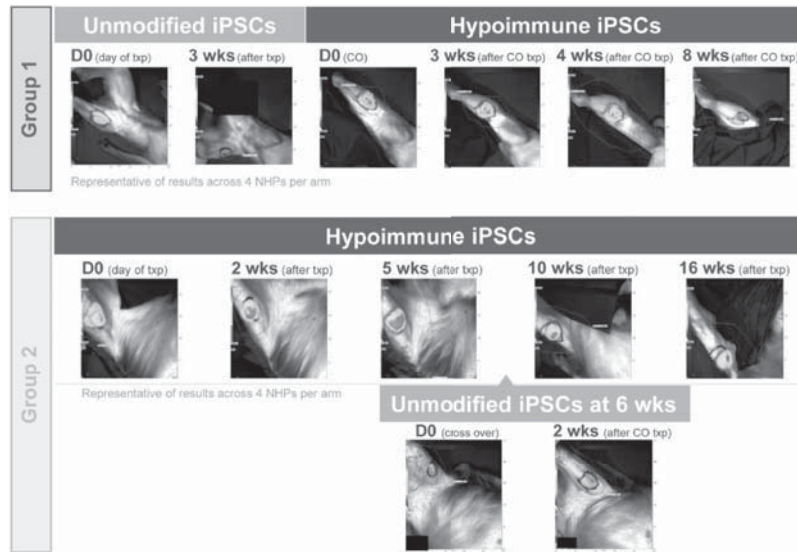 Unmodified iPSCs
Hypoimmune iPSCs
Group 1
D0 (day of txp)
3 wks (after txp)
D0 (CO)
3 wks (after CO txp)
4 wks (after CO txp)
8 wks (after CO txp)
Representative of results across 4 NHPs per arm
Hypoimmune iPSCs
Group 2
D0 (day of txp)
2 wks (after txp)
5 wks (after txp)
10 wks (after txp)
16 wks (after txp)
Representative of results across 4 NHPs per arm
Unmodified iPSCs at 6 wks
D0 (cross over)
2 wks (after CO txp)